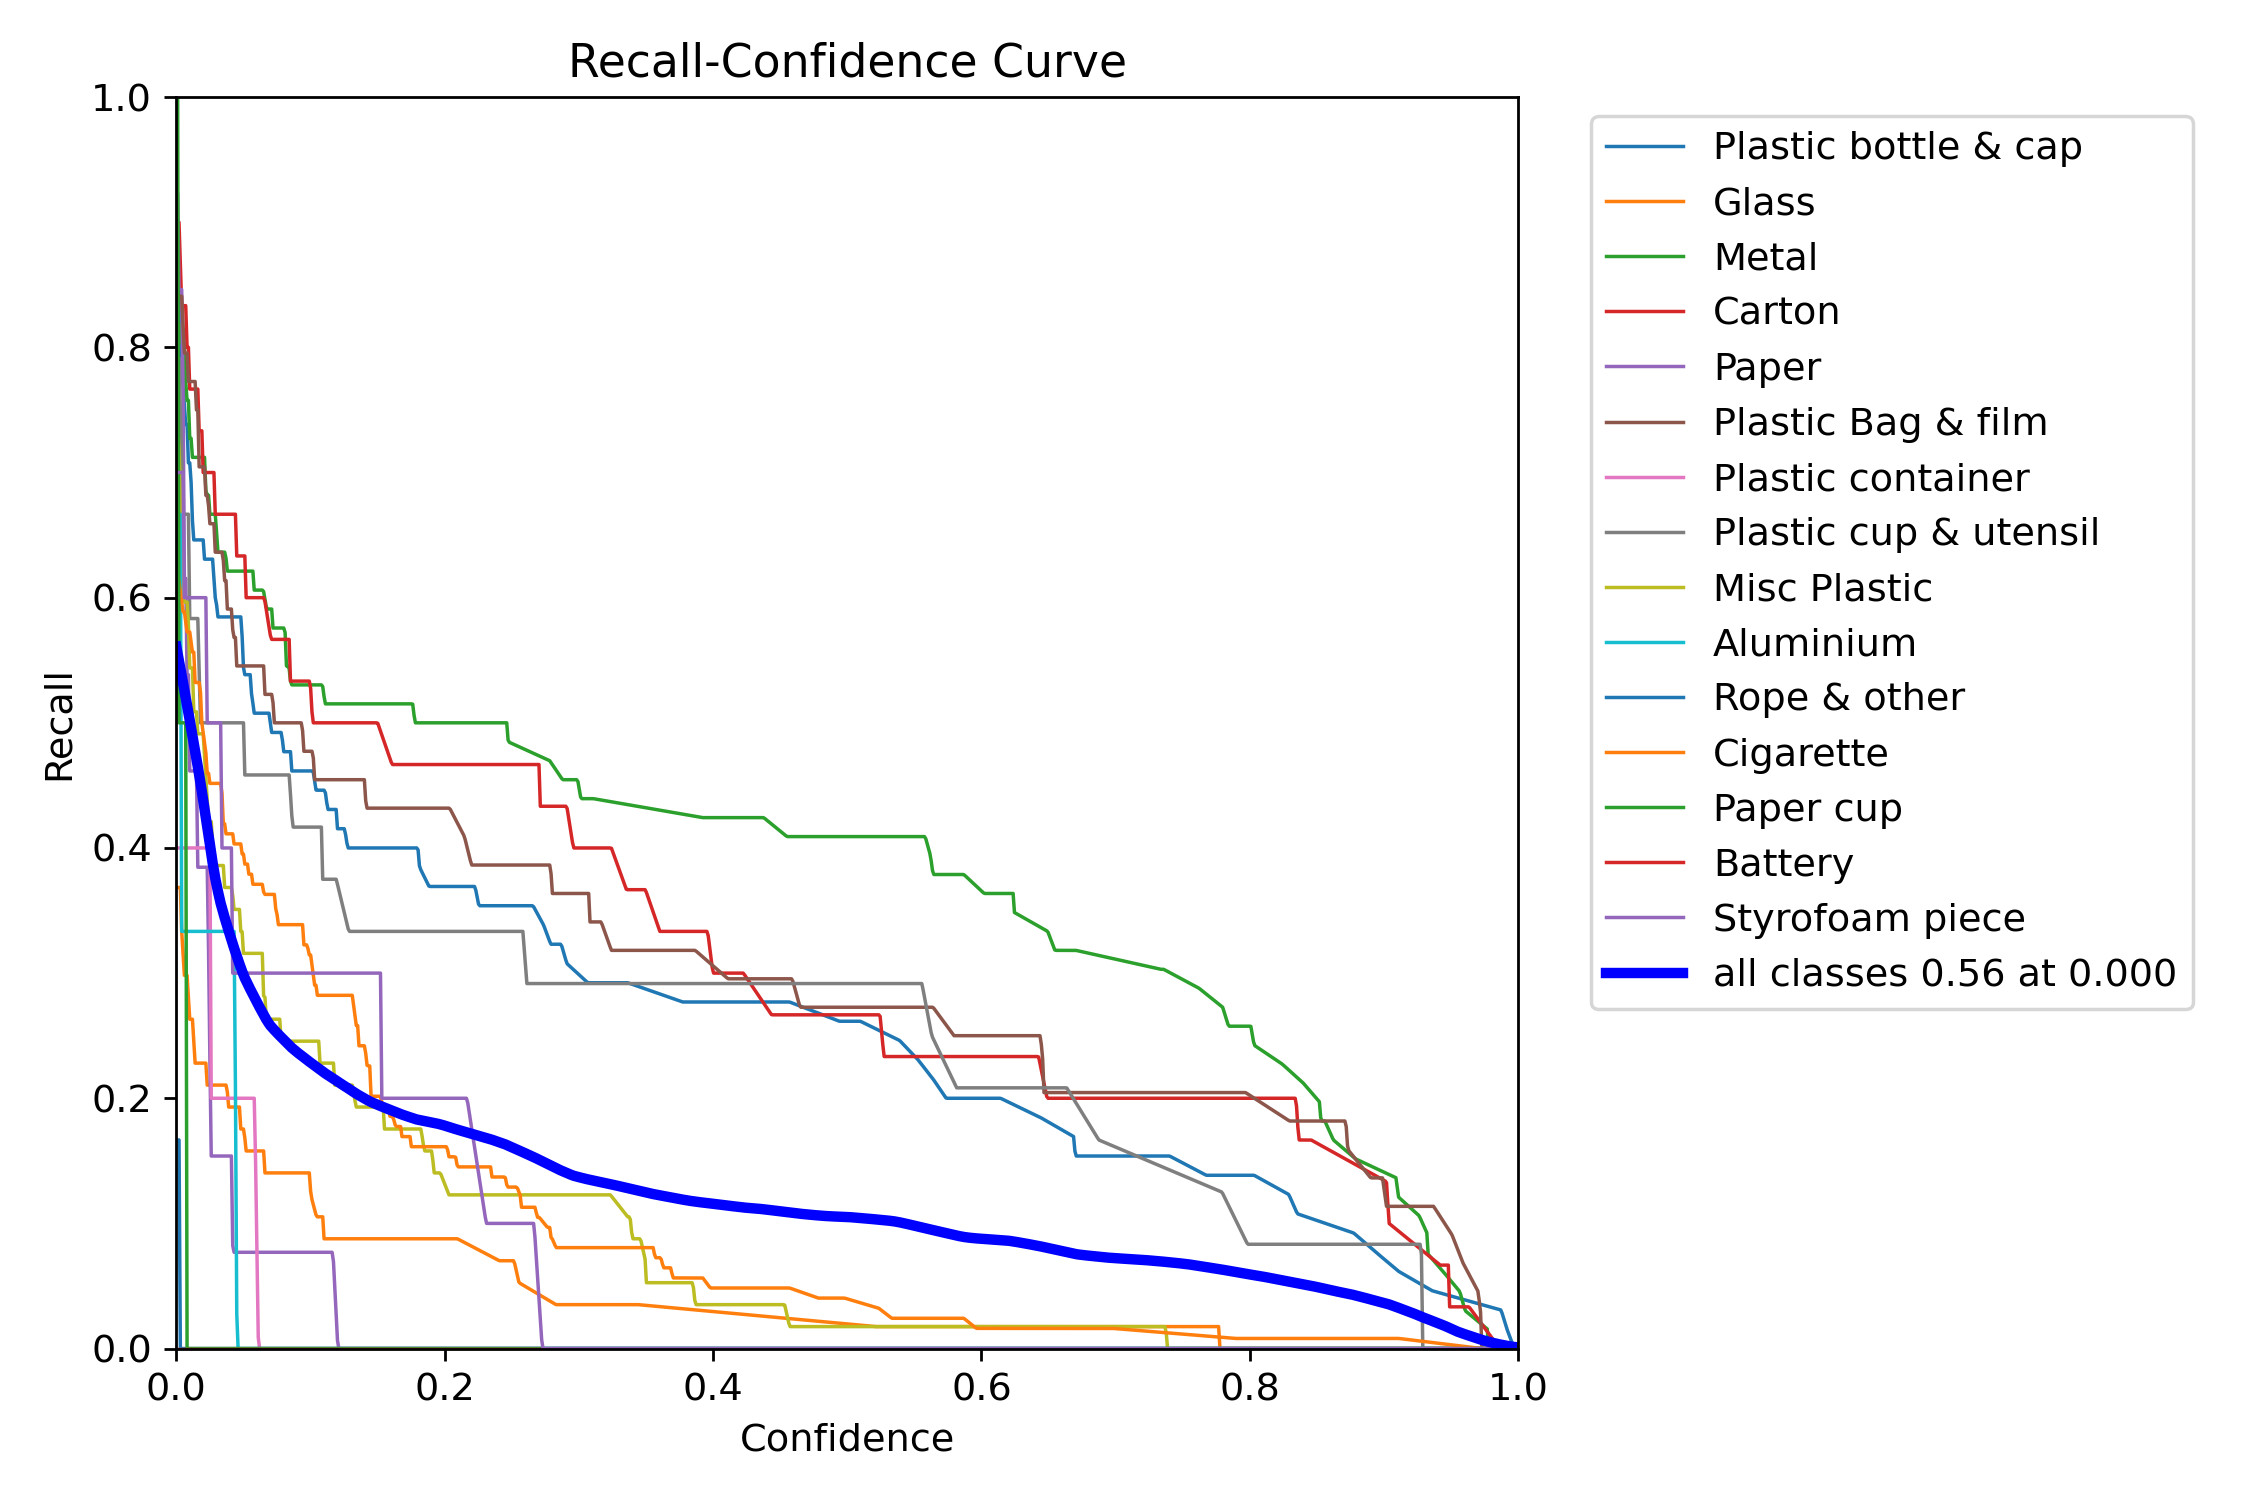 Recall-Confidence Curve
1.0
0.8
0.6
0.4
0.2
0.0
Recall
0.0 0.2 0.4 0.6 0.8 1.0
Confidence
Plastic bottle & cap
Glass
Metal
Carton
Paper
Plastic Bag & film
Plastic container
Plastic cup & utensil
Misc Plastic
Aluminium
Rope & other
Cigarette
Paper cup
Battery
Styrofoam piece
all classes 0.56 at 0.000